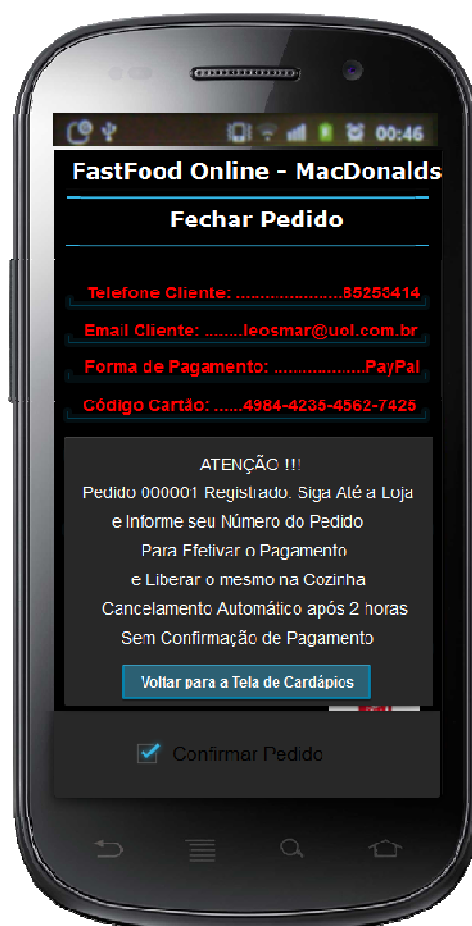 00:46
FastFood Online - MacDonalds
Fechar Pedido
Telefone Cliente: ......................85253414
Email Cliente: ........leosmar@uol.com.br
Forma de Pagamento: ...................PayPal
Código Cartão: ......4984-4235-4562-7425
ATENÇÃO !!!
Pedido 000001 Registrado. Siga Até a Loja
e Informe seu Número do Pedido
Para Efetivar o Pagamento
e Liberar o mesmo na Cozinha
Cancelamento Automático após 2 horas
Sem Confirmação de Pagamento
Voltar para a Tela de Cardápios
Confirmar Pedido